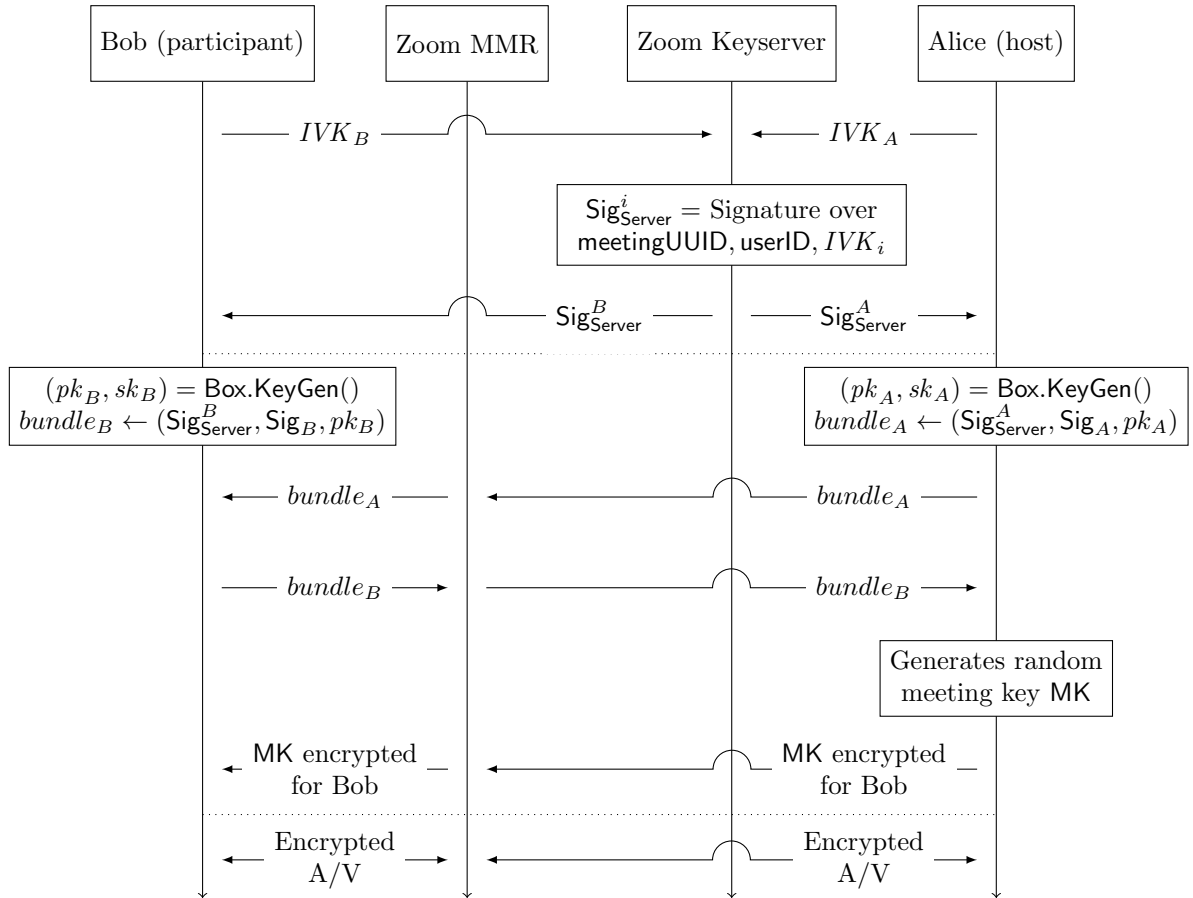 Bob (participant)
Zoom MMR
Zoom Keyserver
Alice (host)
IVK_B
IVK_A
Sig^i_Server = Signature over
meetingUUID, userID, IVK_i
Sig^B_Server
Sig^A_Server
(pk_B, sk_B) = Box.KeyGen()
bundle_B ← (Sig^B_Server, Sig_B, pk_B)
(pk_A, sk_A) = Box.KeyGen()
bundle_A ← (Sig^A_Server, Sig_A, pk_A)
bundle_A
bundle_A
bundle_B
bundle_B
Generates random
meeting key MK
MK encrypted
for Bob
MK encrypted
for Bob
Encrypted
A/V
Encrypted
A/V